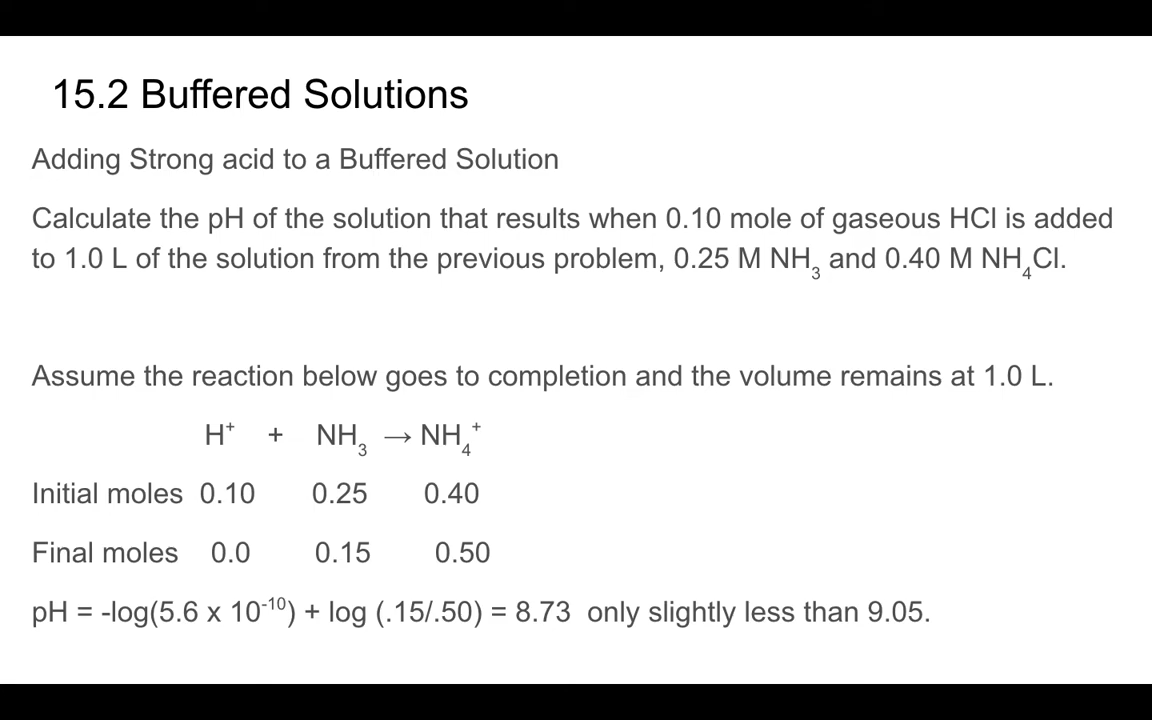 15.2 Buffered Solutions
Adding Strong acid to a Buffered Solution
Calculate the pH of the solution that results when 0.10 mole of gaseous HCl is added
to 1.0 L of the solution from the previous problem, 0.25 M NH₃ and 0.40 M NH₄Cl.
Assume the reaction below goes to completion and the volume remains at 1.0 L.
H⁺ + NH₃ → NH₄⁺
Initial moles 0.10 0.25 0.40
Final moles 0.0 0.15 0.50
pH = -log(5.6 x 10⁻¹⁰) + log (.15/.50) = 8.73 only slightly less than 9.05.